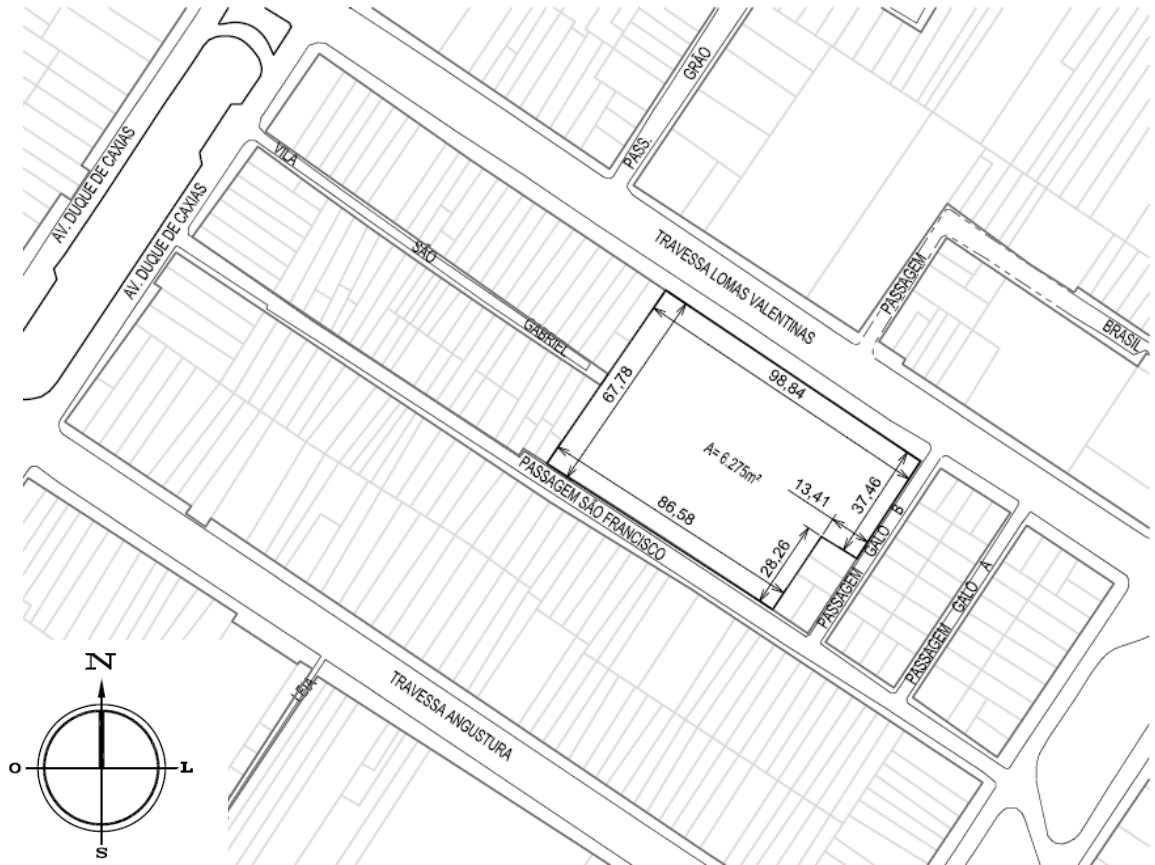 GRÃO
PASS.
AV. DUQUE DE CAXIAS
AV. DUQUE DE CAXIAS
VILA
SÃO
GABRIEL
TRAVESSA LOMAS VALENTINAS
PASSAGEM
BRASIL
67,78
98,84
A= 6.275m²
13,41
37,46
86,58
28,26
PASSAGEM SÃO FRANCISCO
PASSAGEM GALO B
PASSAGEM GALO A
TRAVESSA ANGUSTURA
LEIA
N
O
L
S